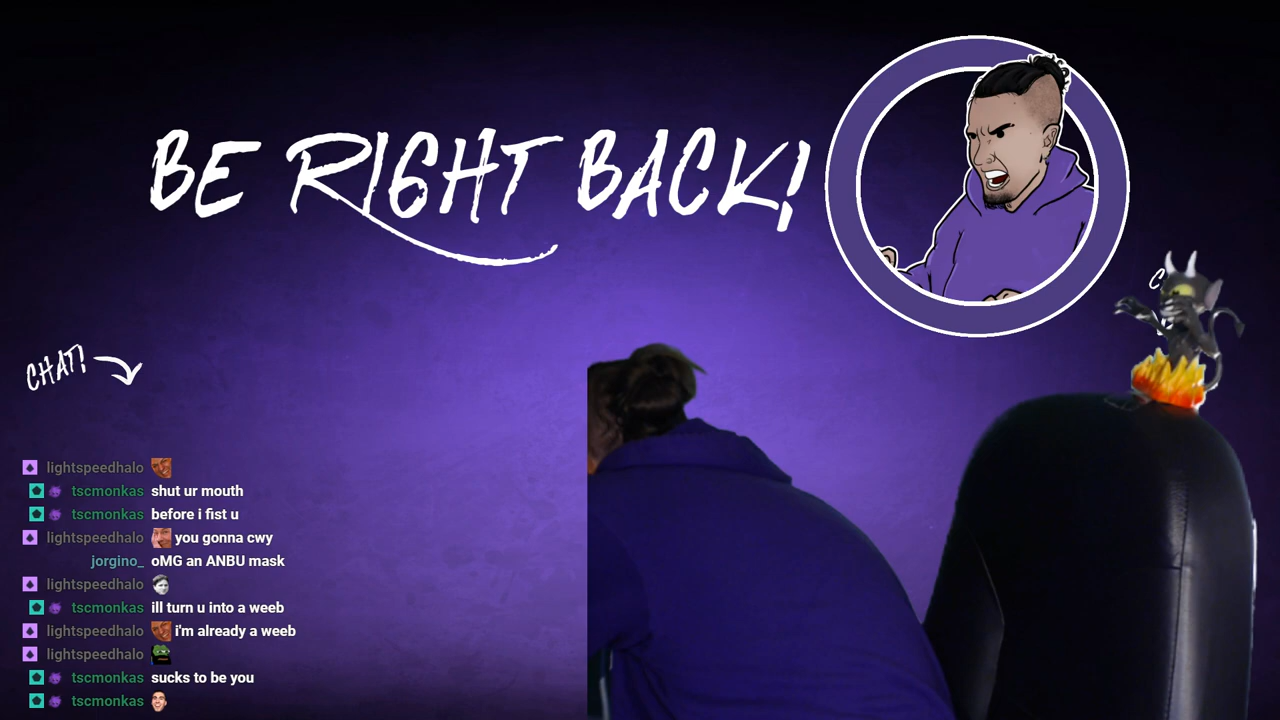 BE RIGHT BACK!
CHAT!
lightspeedhalo
tscmonkas shut ur mouth
tscmonkas before i fist u
lightspeedhalo you gonna cwy
jorgino_ oMG an ANBU mask
lightspeedhalo
tscmonkas ill turn u into a weeb
lightspeedhalo i'm already a weeb
lightspeedhalo
tscmonkas sucks to be you
tscmonkas